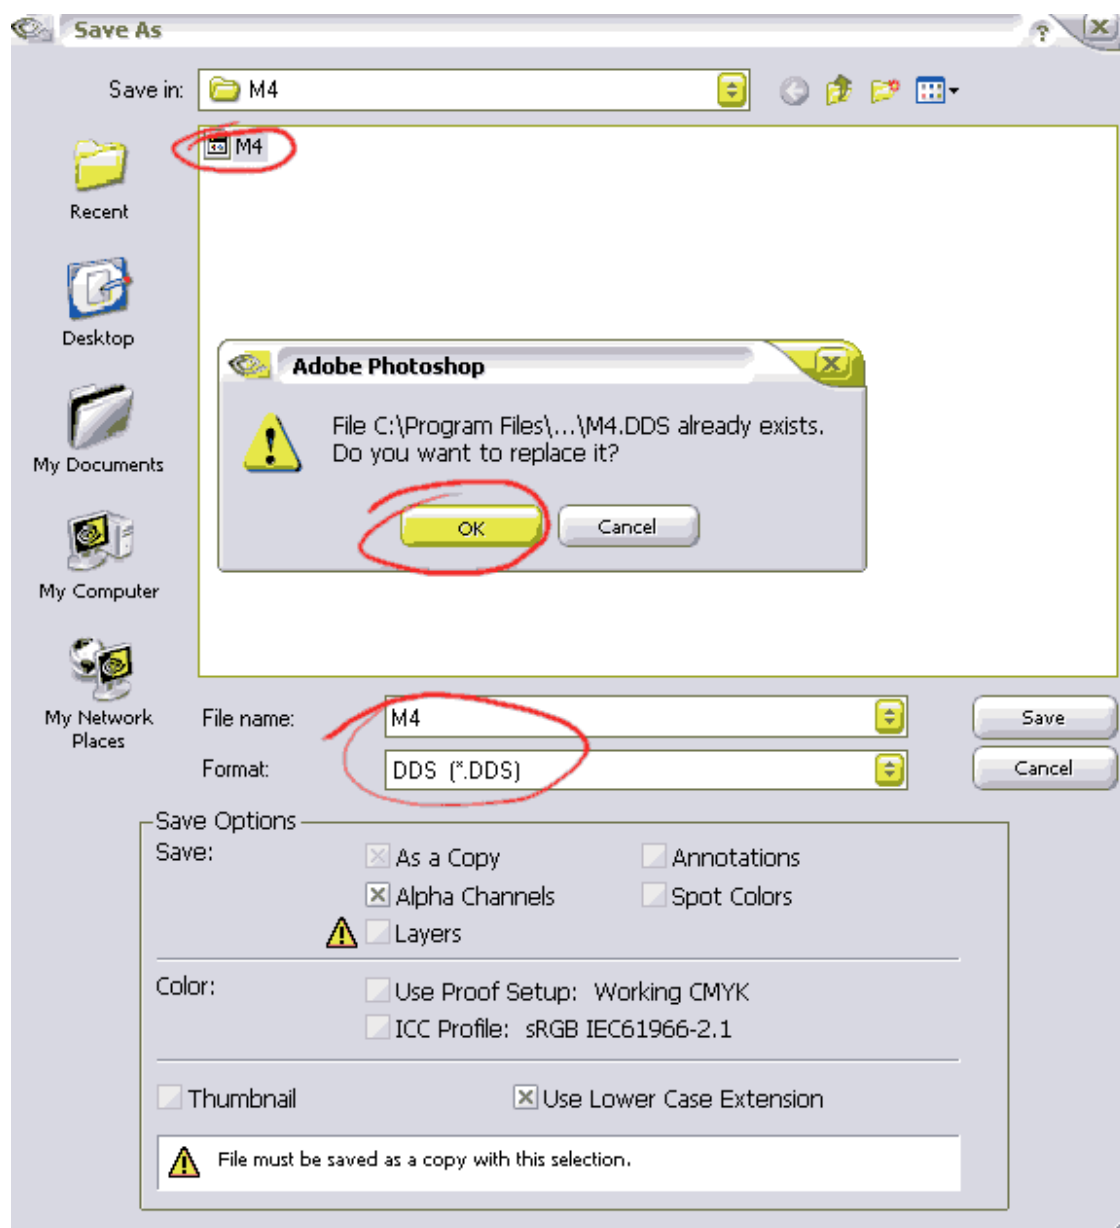 Save As
?
Save in: M4
M4
Recent
Desktop
Adobe Photoshop
File C:\Program Files\...\M4.DDS already exists.
Do you want to replace it?
OK Cancel
My Documents
My Computer
My Network
Places
File name: M4 Save
Format: DDS (*.DDS) Cancel
Save Options
Save: As a Copy Annotations
Alpha Channels Spot Colors
Layers
Color: Use Proof Setup: Working CMYK
ICC Profile: sRGB IEC61966-2.1
Thumbnail Use Lower Case Extension
File must be saved as a copy with this selection.